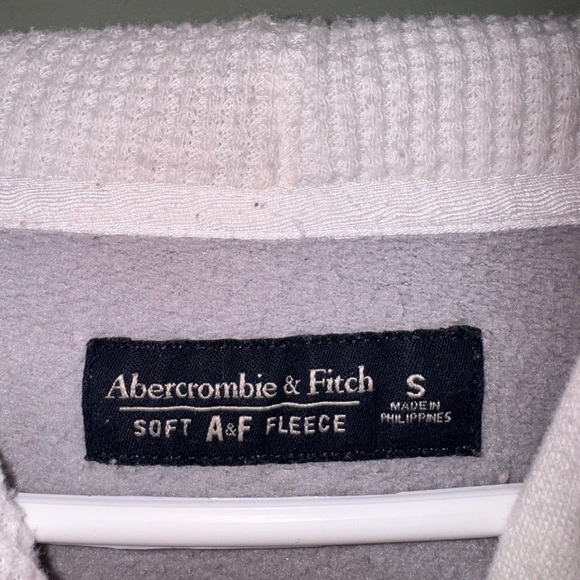 Abercrombie & Fitch
SOFT A&F FLEECE
S
MADE IN
PHILIPPINES